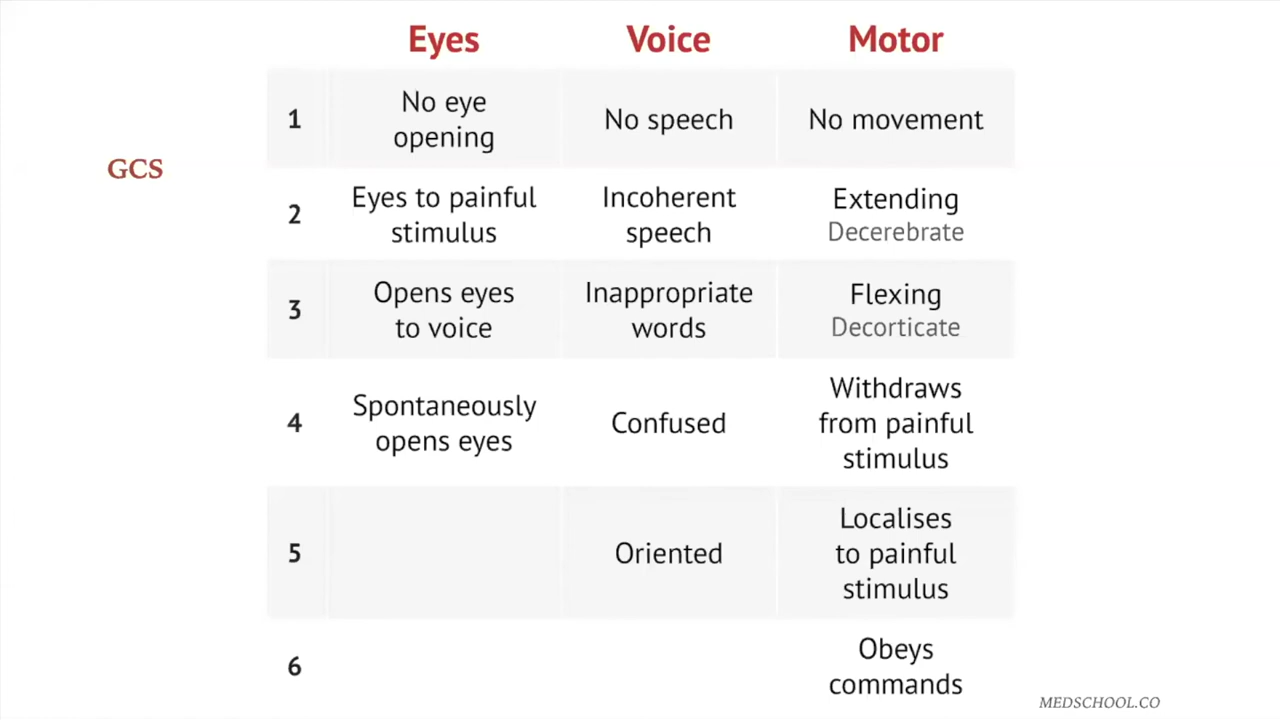 Eyes Voice Motor
GCS
1 No eye opening No speech No movement
2 Eyes to painful stimulus Incoherent speech Extending Decerebrate
3 Opens eyes to voice Inappropriate words Flexing Decorticate
4 Spontaneously opens eyes Confused Withdraws from painful stimulus
5 Oriented Localises to painful stimulus
6 Obeys commands
MEDSCHOOL.CO